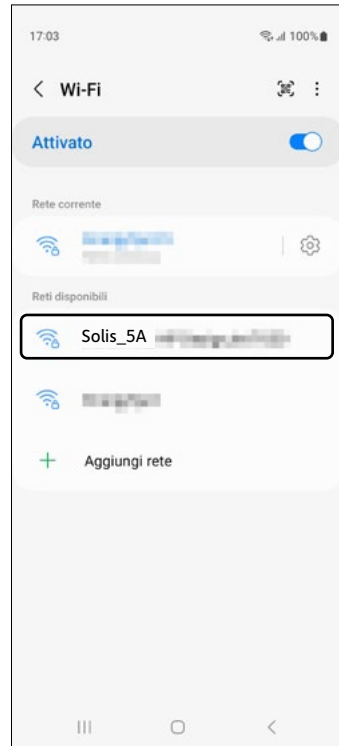 17:03 100%
Wi-Fi
Attivato
Rete corrente
Reti disponibili
Solis_5A
Aggiungi rete